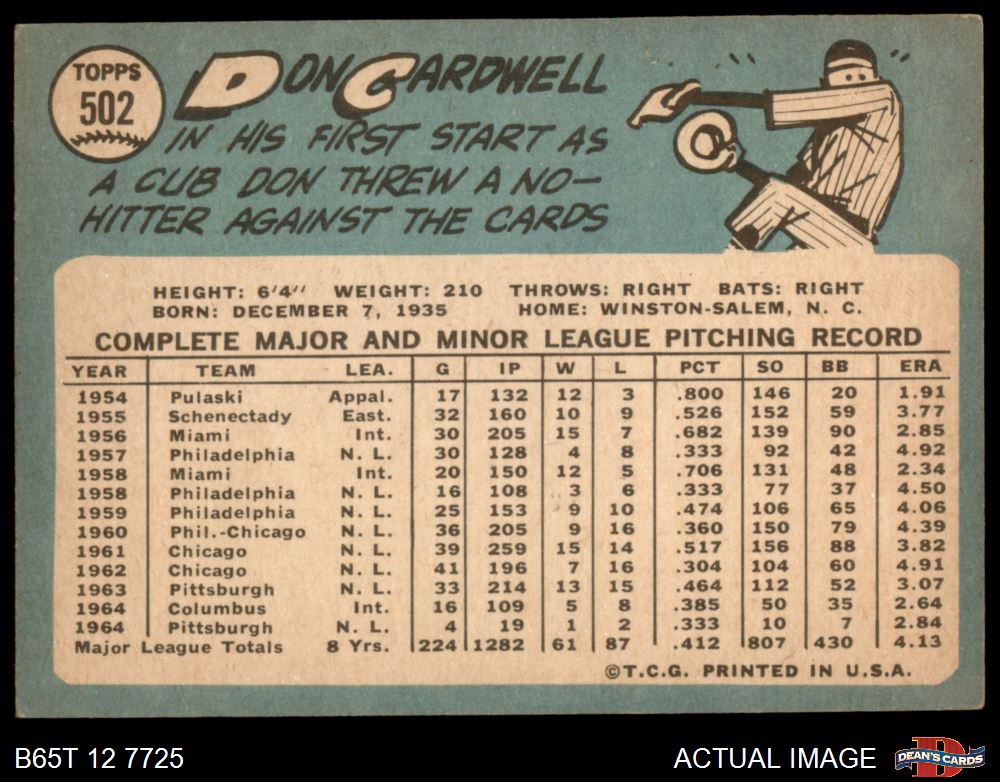 TOPPS
502
DON CARDWELL
IN HIS FIRST START AS
A CUB DON THREW A NO-
HITTER AGAINST THE CARDS
HEIGHT: 6'4" WEIGHT: 210 THROWS: RIGHT BATS: RIGHT
BORN: DECEMBER 7, 1935 HOME: WINSTON-SALEM, N. C.
COMPLETE MAJOR AND MINOR LEAGUE PITCHING RECORD
YEAR TEAM LEA. G IP W L PCT SO BB ERA
1954 Pulaski Appal. 17 132 12 3 .800 146 20 1.91
1955 Schenectady East. 32 160 10 9 .526 152 59 3.77
1956 Miami Int. 30 205 15 7 .682 139 90 2.85
1957 Philadelphia N. L. 30 128 4 8 .333 92 42 4.92
1958 Miami Int. 20 150 12 5 .706 131 48 2.34
1958 Philadelphia N. L. 16 108 3 6 .333 77 37 4.50
1959 Philadelphia N. L. 25 153 9 10 .474 106 65 4.06
1960 Phil.-Chicago N. L. 36 205 9 16 .360 150 79 4.39
1961 Chicago N. L. 39 259 15 14 .517 156 88 3.82
1962 Chicago N. L. 41 196 7 16 .304 104 60 4.91
1963 Pittsburgh N. L. 33 214 13 15 .464 112 52 3.07
1964 Columbus Int. 16 109 5 8 .385 50 35 2.64
1964 Pittsburgh N. L. 4 19 1 2 .333 10 7 2.84
Major League Totals 8 Yrs. 224 1282 61 87 .412 807 430 4.13
©T.C.G. PRINTED IN U.S.A.
B65T 12 7725 ACTUAL IMAGE D DEAN'S CARDS